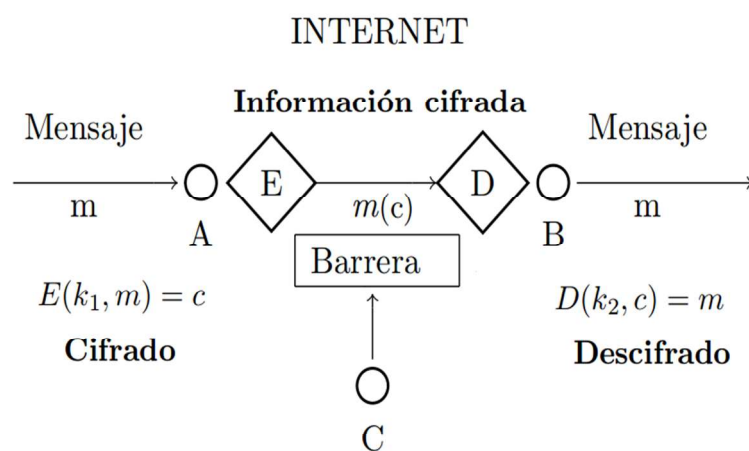 INTERNET
Información cifrada
Mensaje
Mensaje
E
D
m
m(c)
m
A
B
Barrera
E(k₁, m) = c
D(k₂, c) = m
Cifrado
Descifrado
C